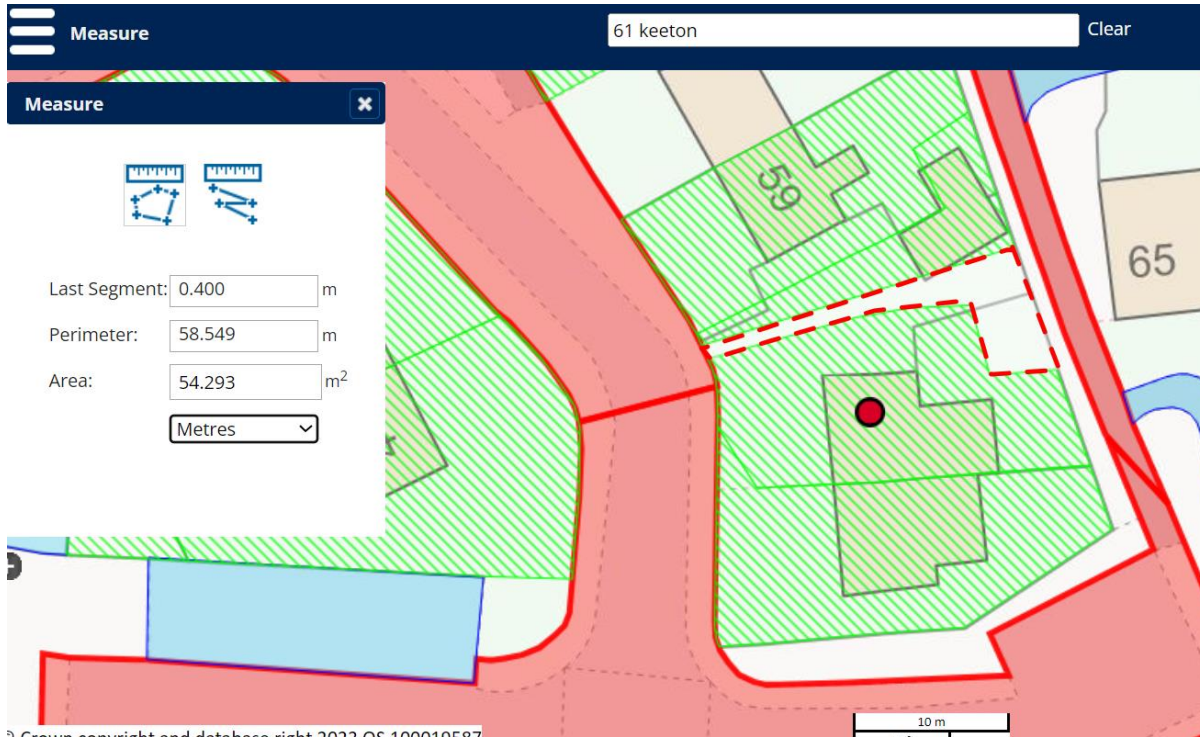 Measure
61 keeton
Clear
Measure
Last Segment: 0.400 m
Perimeter: 58.549 m
Area: 54.293 m2
Metres
59
65
10 m
Crown copyright and database right 2022 OS 100019587